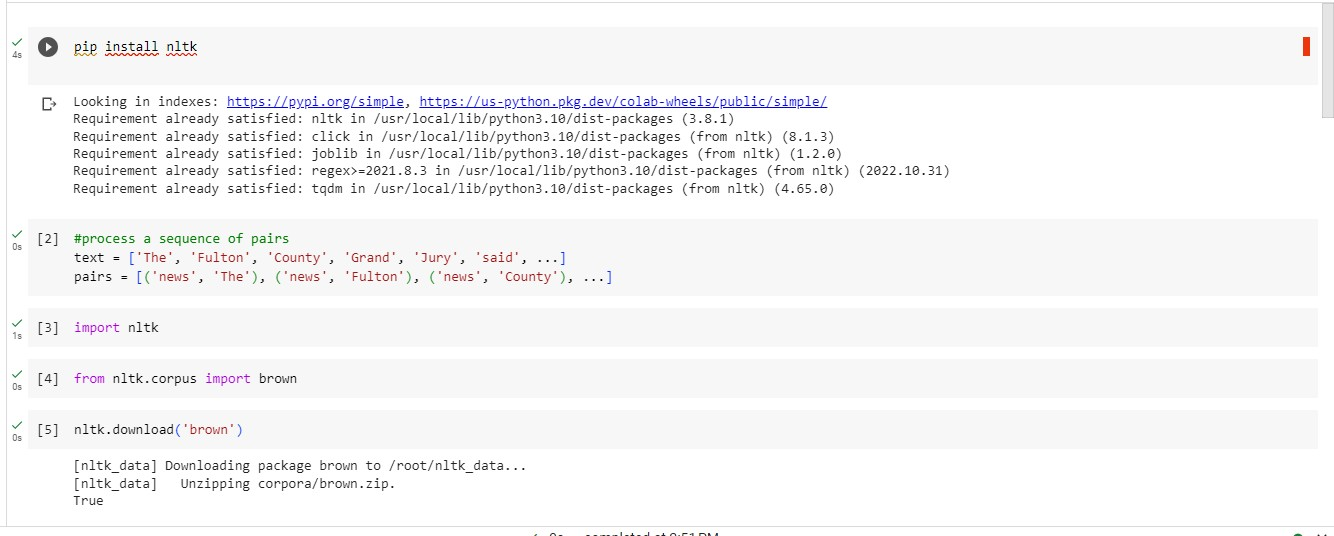 4s
pip install nltk
Looking in indexes: https://pypi.org/simple, https://us-python.pkg.dev/colab-wheels/public/simple/
Requirement already satisfied: nltk in /usr/local/lib/python3.10/dist-packages (3.8.1)
Requirement already satisfied: click in /usr/local/lib/python3.10/dist-packages (from nltk) (8.1.3)
Requirement already satisfied: joblib in /usr/local/lib/python3.10/dist-packages (from nltk) (1.2.0)
Requirement already satisfied: regex>=2021.8.3 in /usr/local/lib/python3.10/dist-packages (from nltk) (2022.10.31)
Requirement already satisfied: tqdm in /usr/local/lib/python3.10/dist-packages (from nltk) (4.65.0)
0s
[2] #process a sequence of pairs
text = ['The', 'Fulton', 'County', 'Grand', 'Jury', 'said', ...]
pairs = [('news', 'The'), ('news', 'Fulton'), ('news', 'County'), ...]
1s
[3] import nltk
0s
[4] from nltk.corpus import brown
0s
[5] nltk.download('brown')
[nltk_data] Downloading package brown to /root/nltk_data...
[nltk_data]   Unzipping corpora/brown.zip.
True